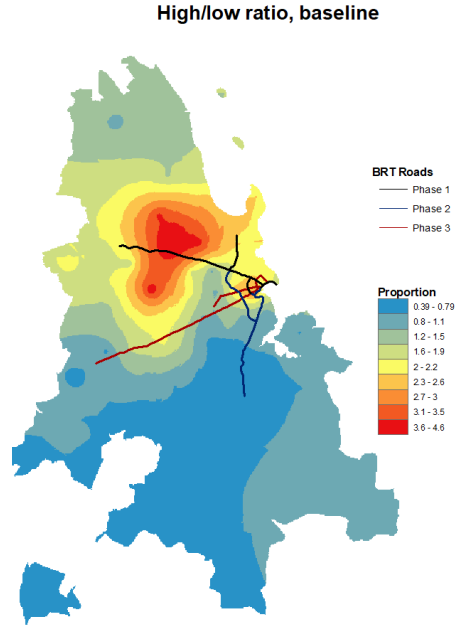 High/low ratio, baseline
BRT Roads
Phase 1
Phase 2
Phase 3
Proportion
0.39 - 0.79
0.8 - 1.1
1.2 - 1.5
1.6 - 1.9
2 - 2.2
2.3 - 2.6
2.7 - 3
3.1 - 3.5
3.6 - 4.6